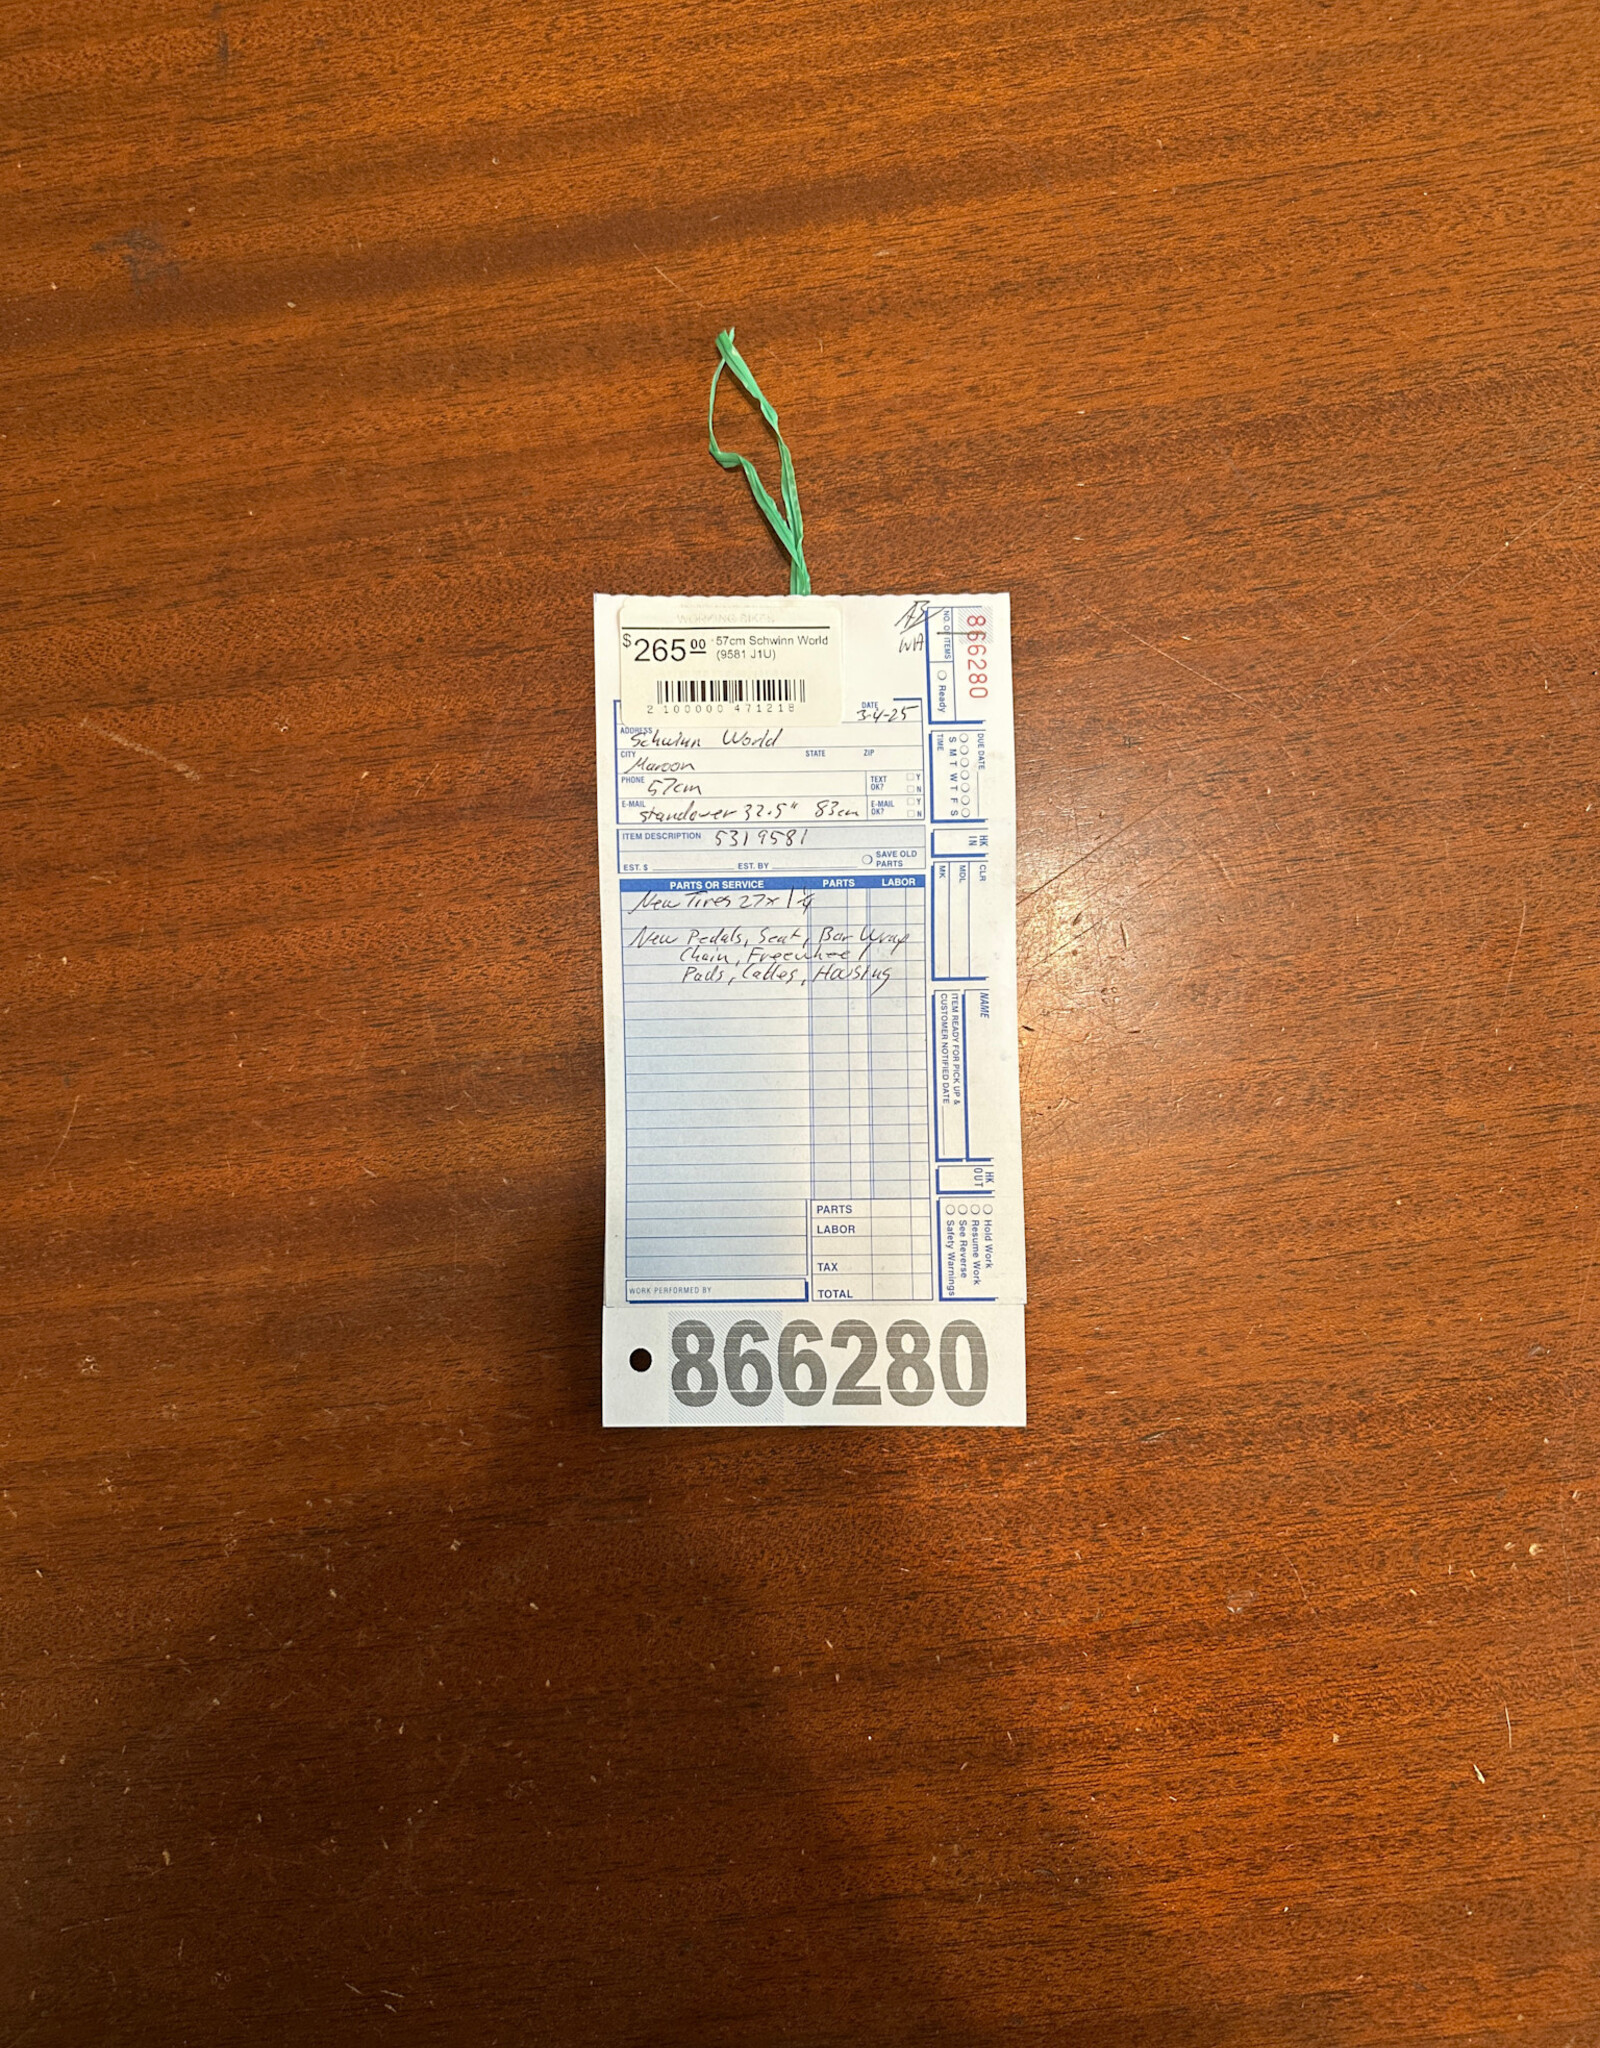 WORKING BIKES
$265.00 57cm Schwinn World
(9581 J1U)
2 100000 471218
WA
NO. OF ITEMS
Ready
866280
DATE
3-4-25
ADDRESS
Schwinn World
CITY STATE ZIP
Maroon
PHONE
57cm
TEXT OK? Y N
E-MAIL
standover 32.5" 83cm
E-MAIL OK? Y N
ITEM DESCRIPTION 5319581
EST. $ EST. BY
SAVE OLD PARTS
PARTS OR SERVICE PARTS LABOR
New Tires 27x 1 1/4
New Pedals, Seat, Bar Wrap
Chain, Freewheel
Pads, Cables, Housing
PARTS
LABOR
TAX
TOTAL
WORK PERFORMED BY
DUE DATE
S M T W T F S
TIME
HK IN
CLR
MDL
MK
NAME
ITEM READY FOR PICK UP &
CUSTOMER NOTIFIED DATE
HK OUT
Hold Work
Resume Work
See Reverse
Safety Warnings
866280